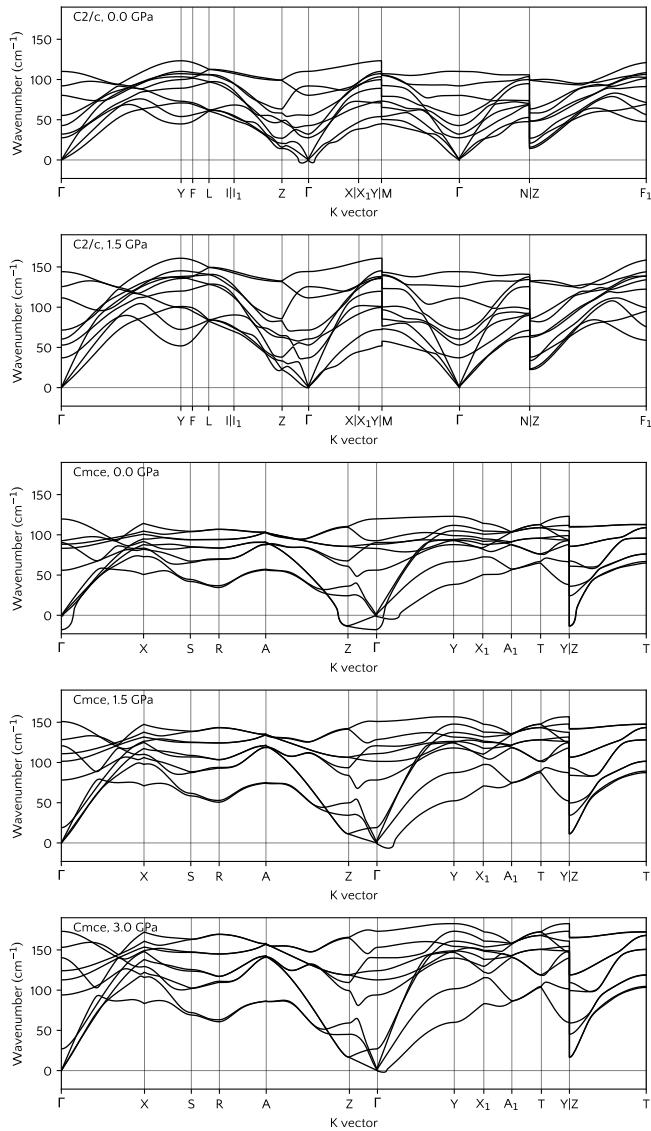 C2/c, 0.0 GPa
Wavenumber (cm⁻¹)
150
100
50
0
Γ Y F L I|I₁ Z Γ X|X₁ Y|M Γ N|Z F₁
K vector
C2/c, 1.5 GPa
Wavenumber (cm⁻¹)
150
100
50
0
Γ Y F L I|I₁ Z Γ X|X₁ Y|M Γ N|Z F₁
K vector
Cmce, 0.0 GPa
Wavenumber (cm⁻¹)
150
100
50
0
Γ X S R A Z Γ Y X₁ A₁ T Y|Z T
K vector
Cmce, 1.5 GPa
Wavenumber (cm⁻¹)
150
100
50
0
Γ X S R A Z Γ Y X₁ A₁ T Y|Z T
K vector
Cmce, 3.0 GPa
Wavenumber (cm⁻¹)
150
100
50
0
Γ X S R A Z Γ Y X₁ A₁ T Y|Z T
K vector